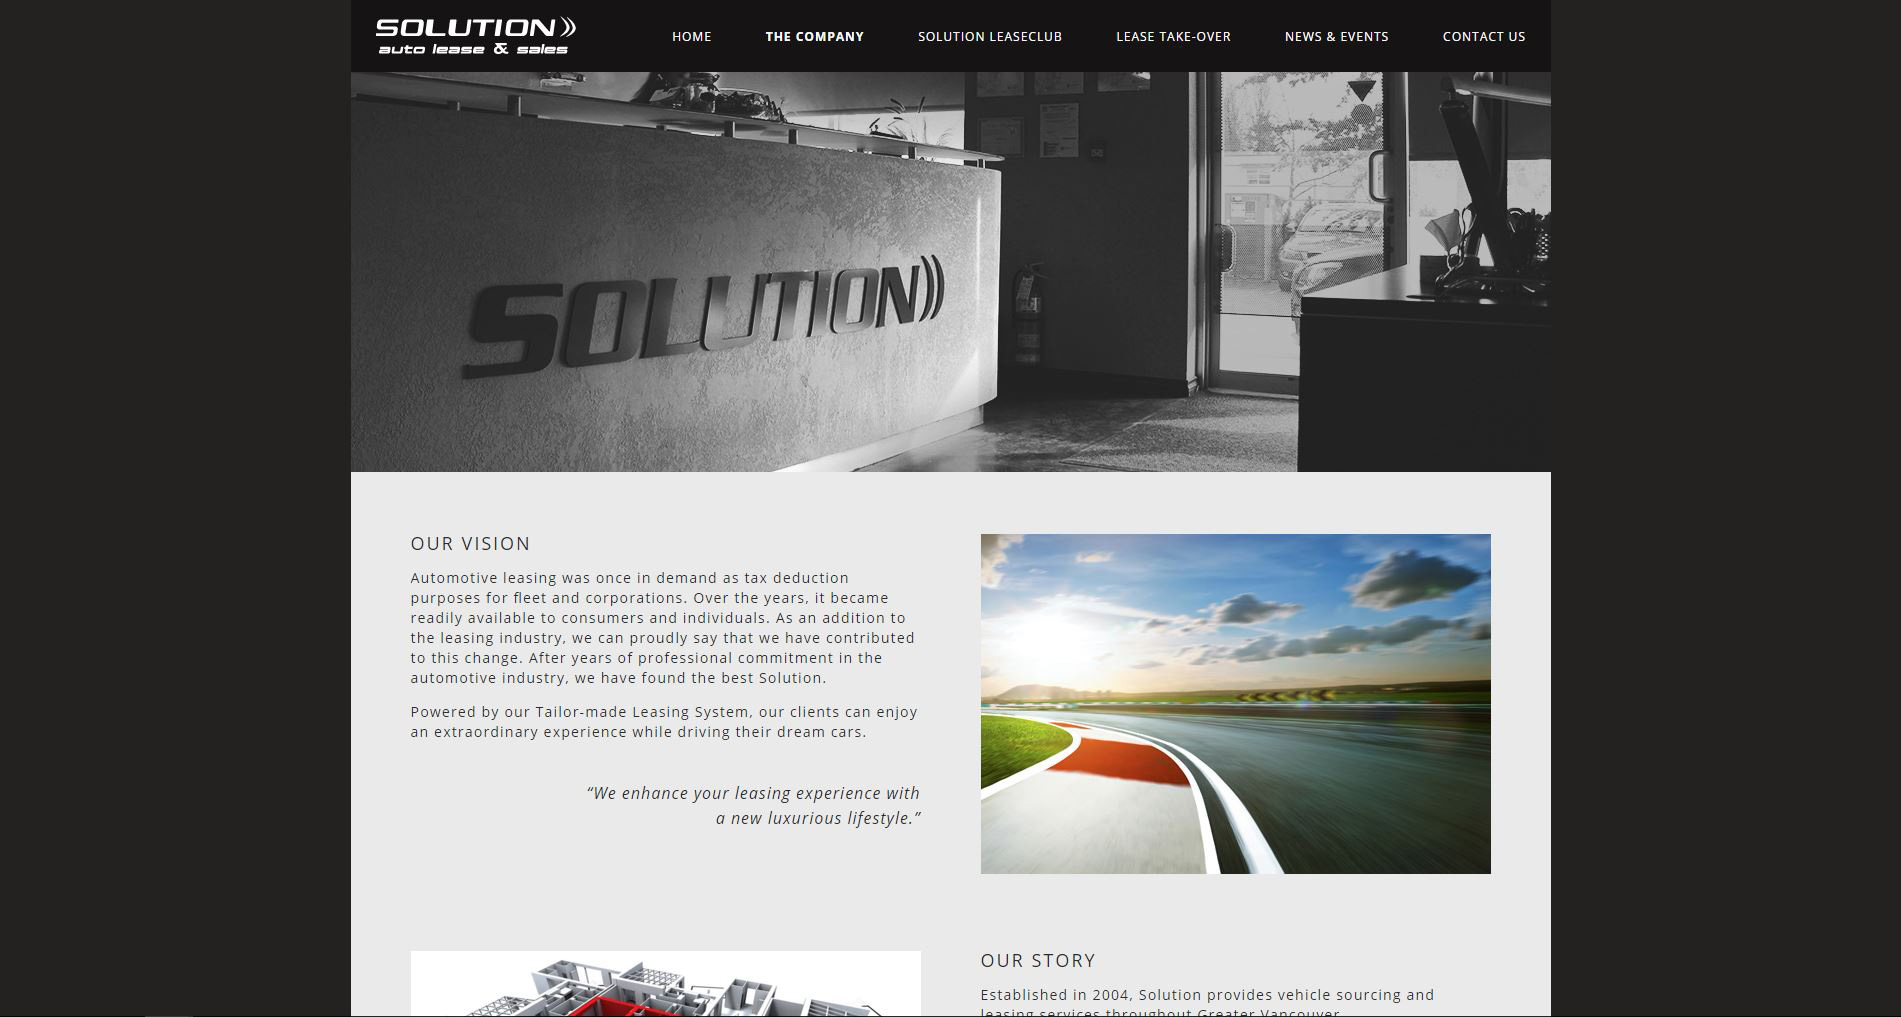 SOLUTION
auto lease & sales
HOME
THE COMPANY
SOLUTION LEASECLUB
LEASE TAKE-OVER
NEWS & EVENTS
CONTACT US
SOLUTION
OUR VISION
Automotive leasing was once in demand as tax deduction
purposes for fleet and corporations. Over the years, it became
readily available to consumers and individuals. As an addition to
the leasing industry, we can proudly say that we have contributed
to this change. After years of professional commitment in the
automotive industry, we have found the best Solution.
Powered by our Tailor-made Leasing System, our clients can enjoy
an extraordinary experience while driving their dream cars.
“We enhance your leasing experience with
a new luxurious lifestyle.”
OUR STORY
Established in 2004, Solution provides vehicle sourcing and
leasing services throughout Greater Vancouver